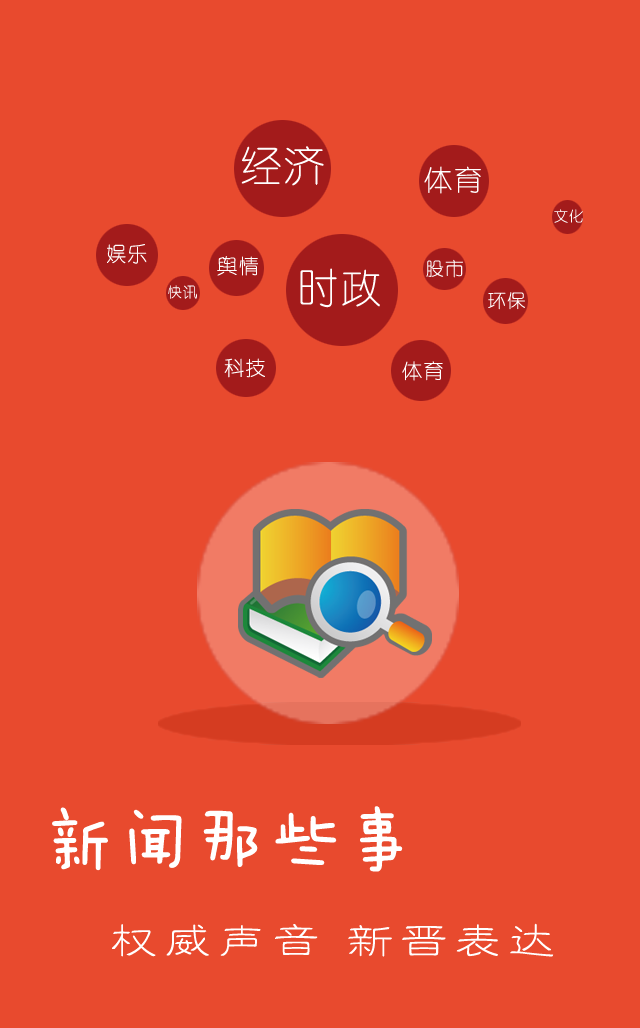 经济
体育
文化
娱乐
舆情
时政
股市
快讯
环保
科技
体育
新闻那些事
权威声音 新晋表达